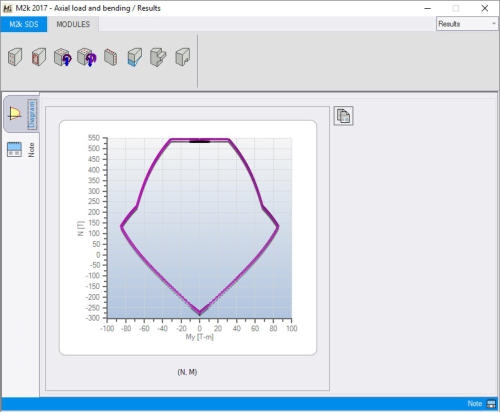 M2k 2017 - Axial load and bending / Results
M2k SDS MODULES
Results
Diagram
Note
550
500
450
400
350
300
250
200
150
100
50
0
-50
-100
-150
-200
-250
-300
N [T]
-100 -80 -60 -40 -20 0 20 40 60 80 100
My [T-m]
(N, M)
Note